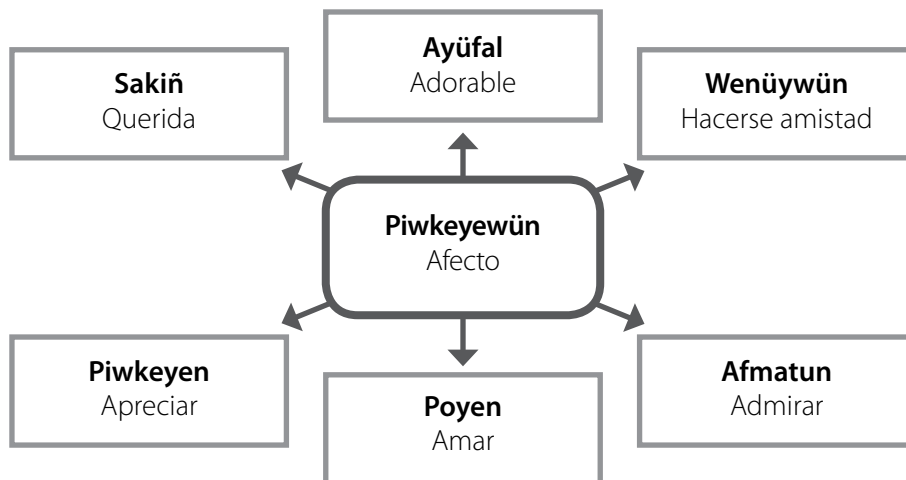 Ayüfal
Adorable
Sakiñ
Querida
Wenüywün
Hacerse amistad
Piwkeyewün
Afecto
Piwkeyen
Apreciar
Poyen
Amar
Afmatun
Admirar